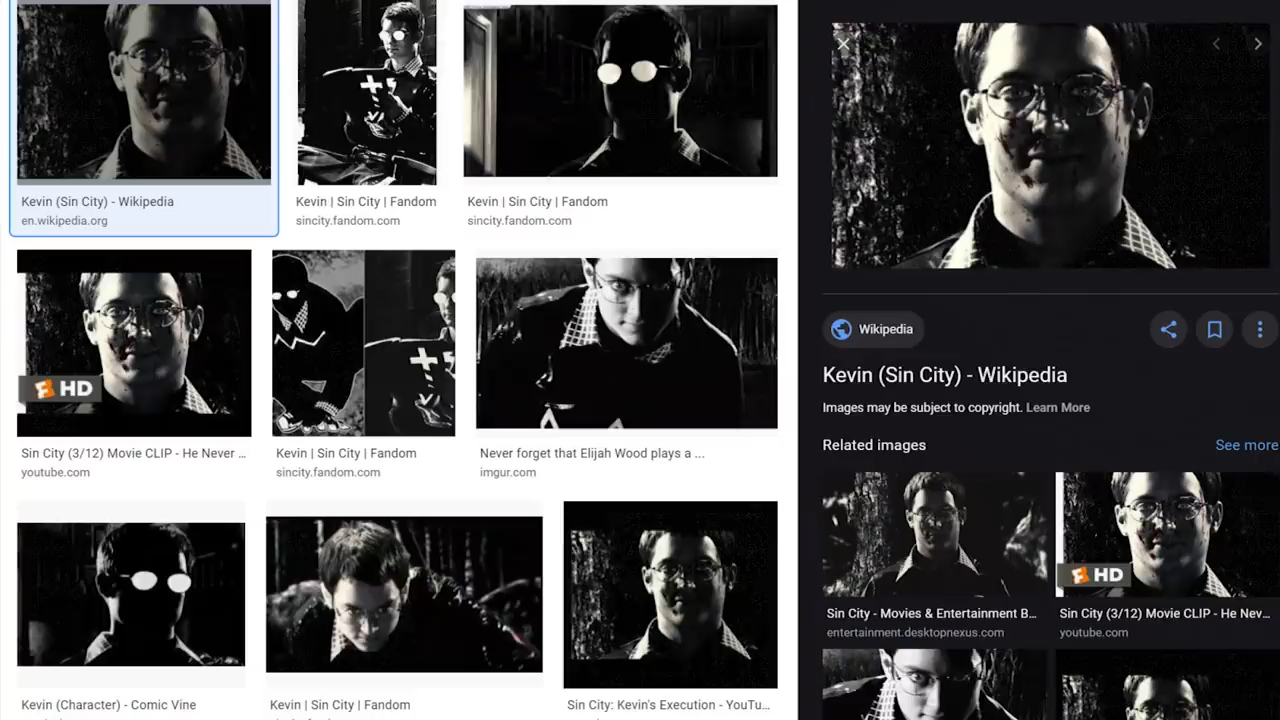 Kevin (Sin City) - Wikipedia
en.wikipedia.org
Kevin | Sin City | Fandom
sincity.fandom.com
Kevin | Sin City | Fandom
sincity.fandom.com
HD
Sin City (3/12) Movie CLIP - He Never ...
youtube.com
Kevin | Sin City | Fandom
sincity.fandom.com
Never forget that Elijah Wood plays a ...
imgur.com
Kevin (Character) - Comic Vine
Kevin | Sin City | Fandom
Sin City: Kevin's Execution - YouTu...
Wikipedia
Kevin (Sin City) - Wikipedia
Images may be subject to copyright. Learn More
Related images
See more
HD
Sin City - Movies & Entertainment B...
entertainment.desktopnexus.com
Sin City (3/12) Movie CLIP - He Nev...
youtube.com